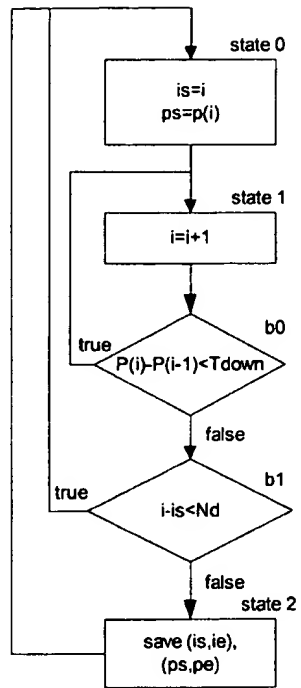 state 0
is=i
ps=p(i)
state 1
i=i+1
b0
true
P(i)-P(i-1)<Tdown
false
b1
true
i-is<Nd
false
state 2
save (is,ie),
(ps,pe)